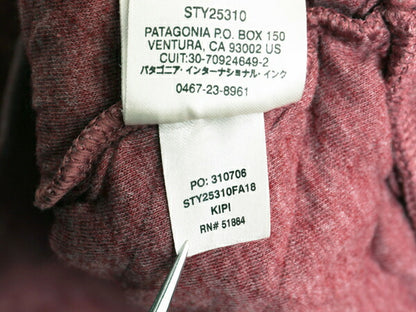 STY25310
PATAGONIA P.O. BOX 150
VENTURA, CA 93002 US
CUIT:30-70924649-2
パタゴニア・インターナショナル・インク
0467-23-8961
PO: 310706
STY25310FA18
KIPI
RN# 51884